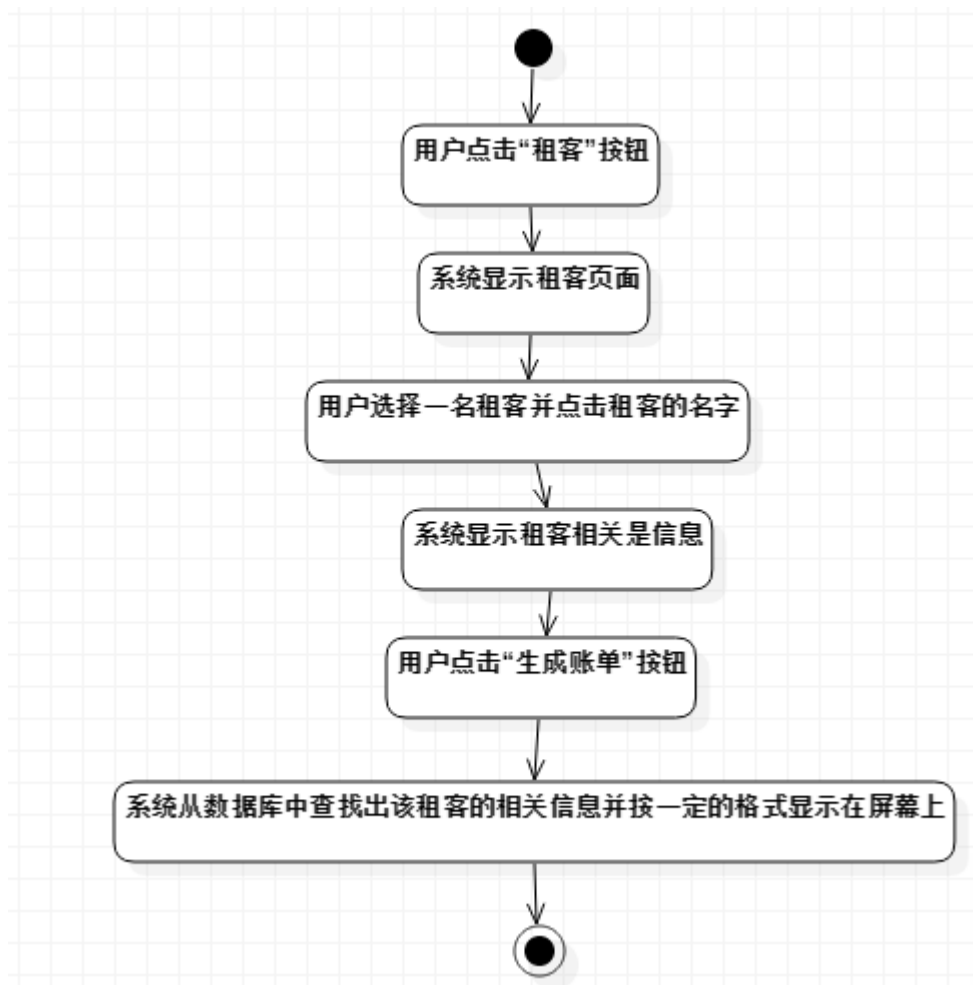 用户点击“租客”按钮
系统显示租客页面
用户选择一名租客并点击租客的名字
系统显示租客相关是信息
用户点击“生成账单”按钮
系统从数据库中查找出该租客的相关信息并按一定的格式显示在屏幕上